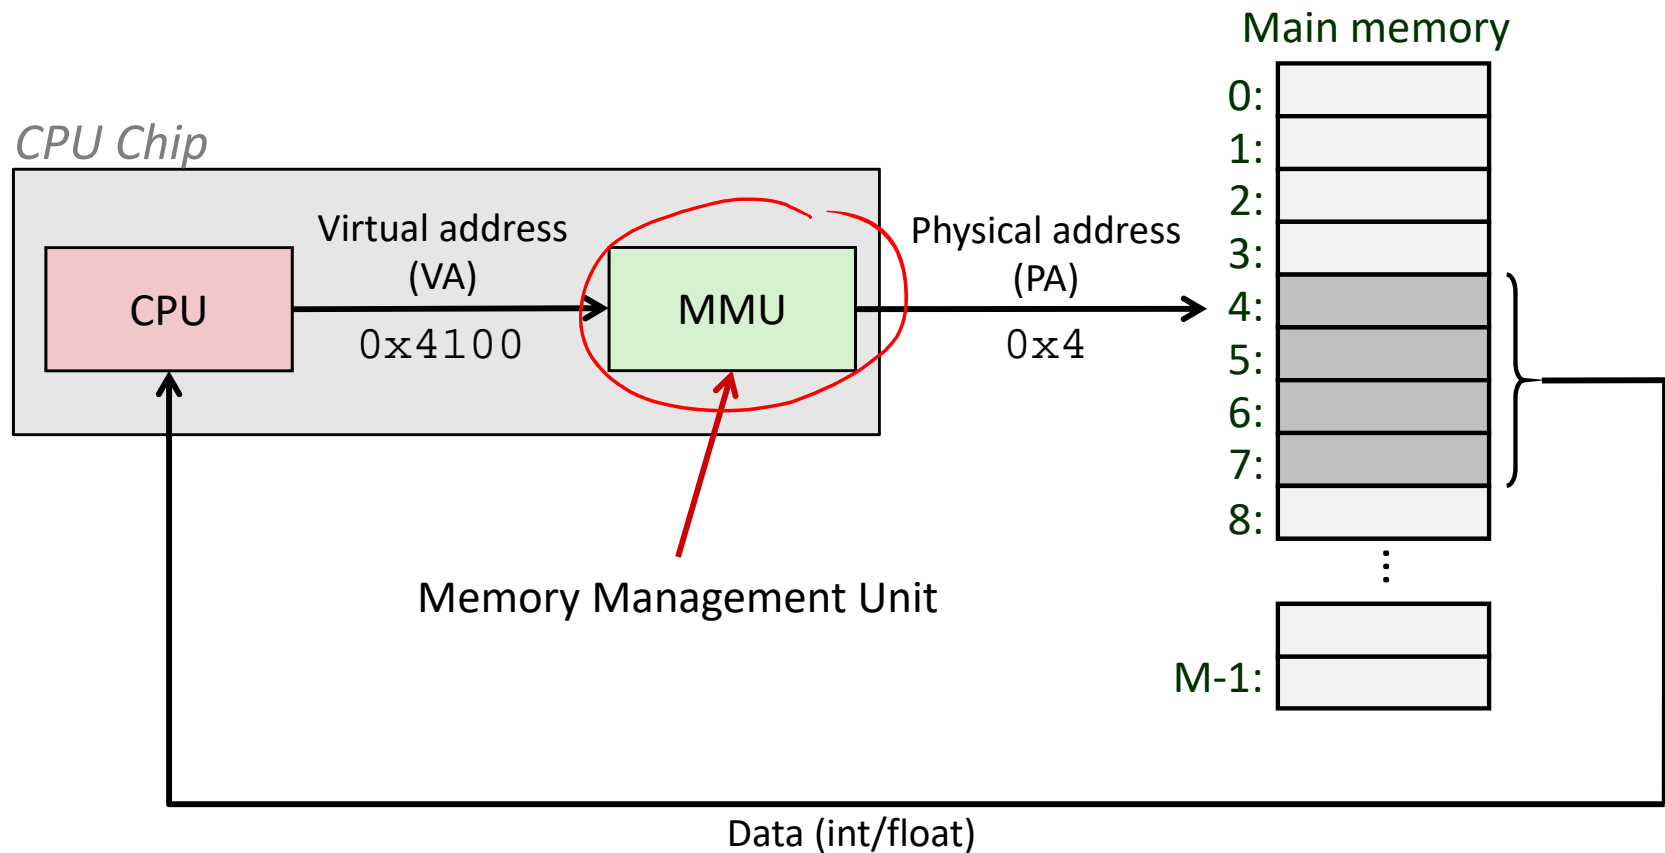 Main memory
CPU Chip
0:
1:
2:
3:
4:
5:
6:
7:
8:
⋮
M-1:
Virtual address
(VA)
0x4100
CPU
MMU
Physical address
(PA)
0x4
Memory Management Unit
Data (int/float)